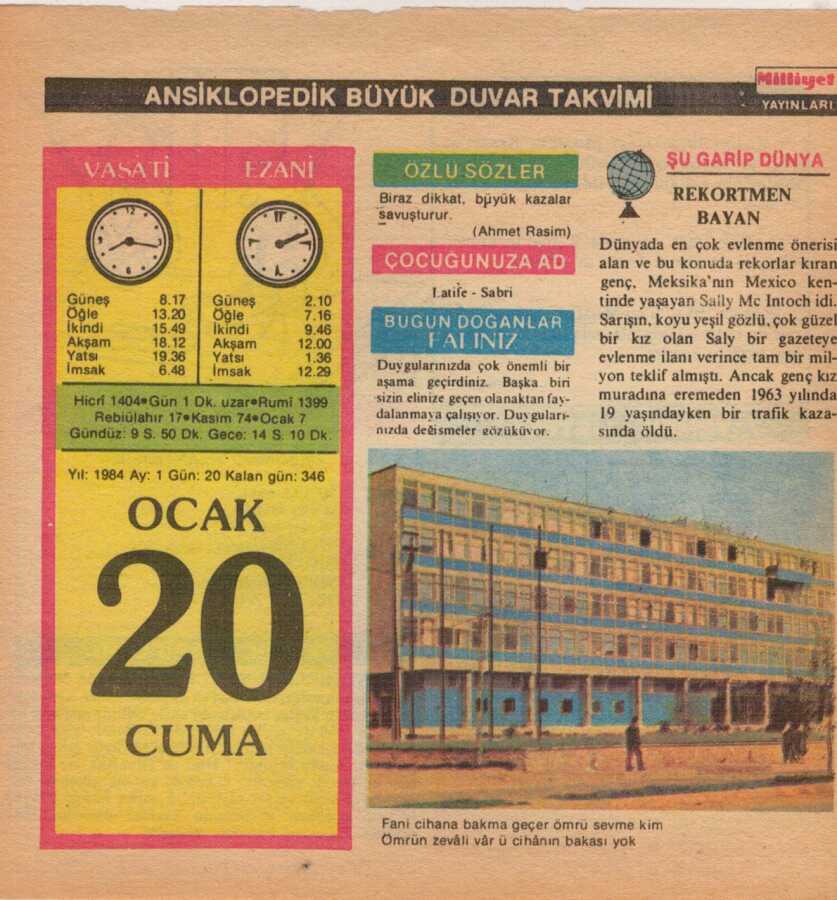 ANSİKLOPEDİK BÜYÜK DUVAR TAKVİMİ
Milliyet
YAYINLARI
VASATİ
Güneş 8.17
Öğle 13.20
İkindi 15.49
Akşam 18.12
Yatsı 19.36
İmsak 6.48
EZANİ
Güneş 2.10
Öğle 7.16
İkindi 9.46
Akşam 12.00
Yatsı 1.36
İmsak 12.29
Hicrî 1404•Gün 1 Dk. uzar•Rumî 1399
Rebiülahır 17•Kasım 74•Ocak 7
Gündüz: 9 S. 50 Dk. Gece: 14 S. 10 Dk.
Yıl: 1984 Ay: 1 Gün: 20 Kalan gün: 346
OCAK
20
CUMA
ÖZLÜ SÖZLER
Biraz dikkat, büyük kazalar
savuşturur.
(Ahmet Rasim)
ÇOCUĞUNUZA AD
Latife - Sabri
BUGÜN DOĞANLAR
FALINIZ
Duygularınızda çok önemli bir
aşama geçirdiniz. Başka biri
sizin elinize geçen olanaktan fay-
dalanmaya çalışıyor. Duyguları-
nızda değişmeler gözüküyor.
ŞU GARİP DÜNYA
REKORTMEN
BAYAN
Dünyada en çok evlenme önerisi
alan ve bu konuda rekorlar kıran
genç, Meksika'nın Mexico ken-
tinde yaşayan Sally Mc Intoch idi.
Sarışın, koyu yeşil gözlü, çok güzel
bir kız olan Saly bir gazeteye
evlenme ilanı verince tam bir mil-
yon teklif almıştı. Ancak genç kız
muradına eremeden 1963 yılında
19 yaşındayken bir trafik kaza-
sında öldü.
Fani cihana bakma geçer ömrü sevme kim
Ömrün zevâli vâr ü cihânın bakası yok